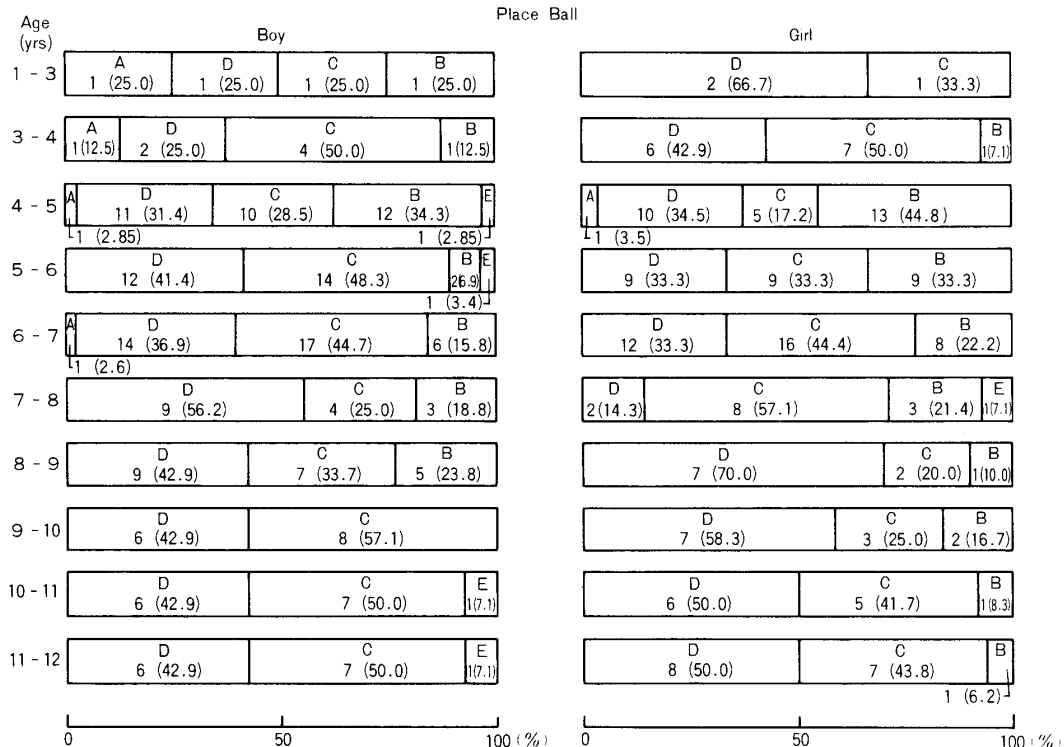 Place Ball
Age
(yrs)
Boy
Girl
1 - 3
A D C B
1 (25.0) 1 (25.0) 1 (25.0) 1 (25.0)
D C
2 (66.7) 1 (33.3)
3 - 4
A D C B
1(12.5) 2 (25.0) 4 (50.0) 1(12.5)
D C B
6 (42.9) 7 (50.0) 1(7.1)
4 - 5
A D C B E
11 (31.4) 10 (28.5) 12 (34.3)
1 (2.85) 1 (2.85)
A D C B
10 (34.5) 5 (17.2) 13 (44.8)
1 (3.5)
5 - 6
D C B E
12 (41.4) 14 (48.3) 2(6.9)
1 (3.4)
D C B
9 (33.3) 9 (33.3) 9 (33.3)
6 - 7
A D C B
14 (36.9) 17 (44.7) 6 (15.8)
1 (2.6)
D C B
12 (33.3) 16 (44.4) 8 (22.2)
7 - 8
D C B
9 (56.2) 4 (25.0) 3 (18.8)
D C B E
2 (14.3) 8 (57.1) 3 (21.4) 1(7.1)
8 - 9
D C B
9 (42.9) 7 (33.7) 5 (23.8)
D C B
7 (70.0) 2 (20.0) 1(10.0)
9 - 10
D C
6 (42.9) 8 (57.1)
D C B
7 (58.3) 3 (25.0) 2 (16.7)
10 - 11
D C E
6 (42.9) 7 (50.0) 1(7.1)
D C B
6 (50.0) 5 (41.7) 1(8.3)
11 - 12
D C E
6 (42.9) 7 (50.0) 1(7.1)
D C B
8 (50.0) 7 (43.8)
1 (6.2)
0 50 100 (%)
0 50 100 (%)